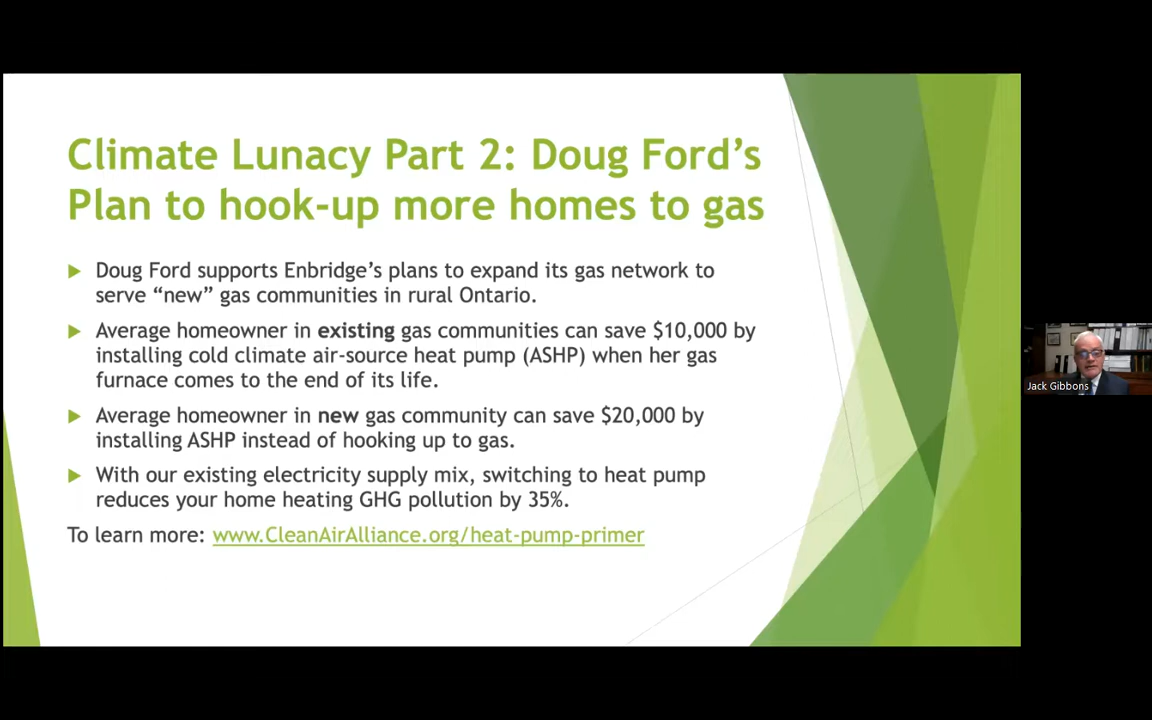 Climate Lunacy Part 2: Doug Ford’s
Plan to hook-up more homes to gas
Doug Ford supports Enbridge’s plans to expand its gas network to
serve “new” gas communities in rural Ontario.
Average homeowner in existing gas communities can save $10,000 by
installing cold climate air-source heat pump (ASHP) when her gas
furnace comes to the end of its life.
Average homeowner in new gas community can save $20,000 by
installing ASHP instead of hooking up to gas.
With our existing electricity supply mix, switching to heat pump
reduces your home heating GHG pollution by 35%.
To learn more: www.CleanAirAlliance.org/heat-pump-primer
Jack Gibbons